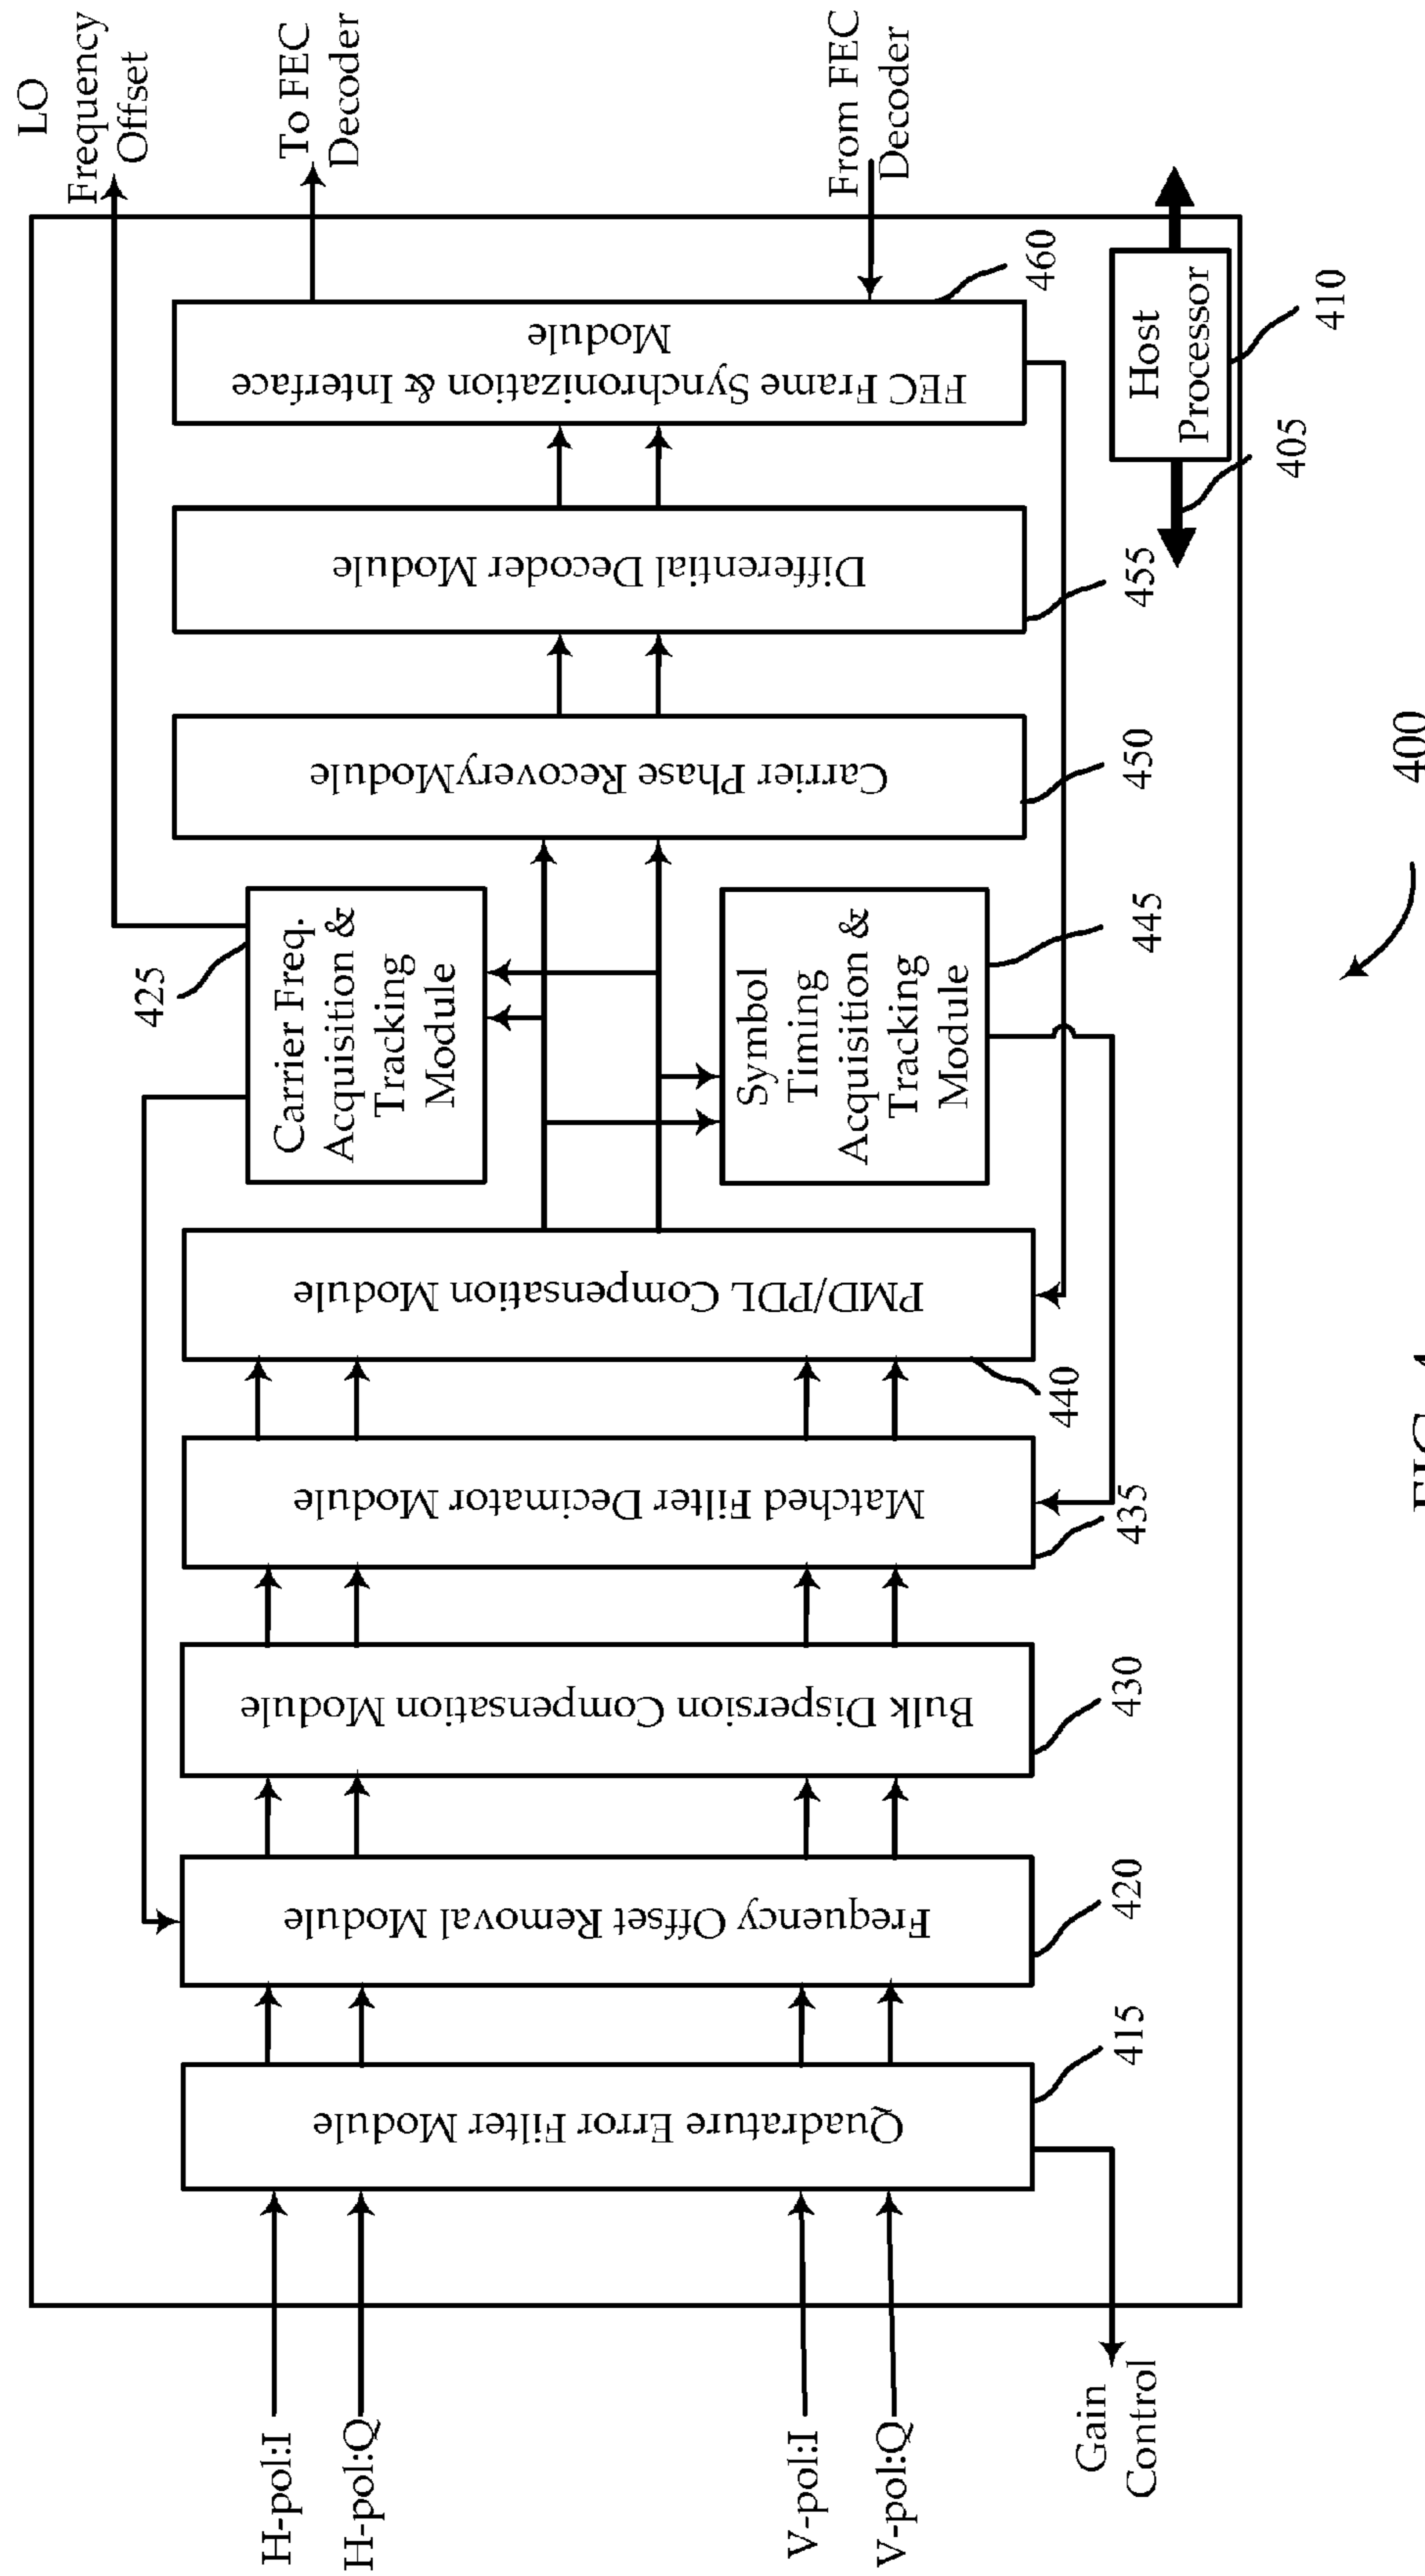 LO
Frequency
Offset
To FEC
Decoder
From FEC
Decoder
H-pol:I
H-pol:Q
V-pol:I
V-pol:Q
Gain
Control
Quadrature Error Filter Module
415
Frequency Offset Removal Module
420
Bulk Dispersion Compensation Module
430
Matched Filter Decimator Module
435
PMD/PDL Compensation Module
440
Carrier Freq.
Acquisition &
Tracking
Module
425
Symbol
Timing
Acquisition &
Tracking
Module
445
Carrier Phase RecoveryModule
450
Differential Decoder Module
455
FEC Frame Synchronization & Interface
Module
460
Host
Processor
405
410
400